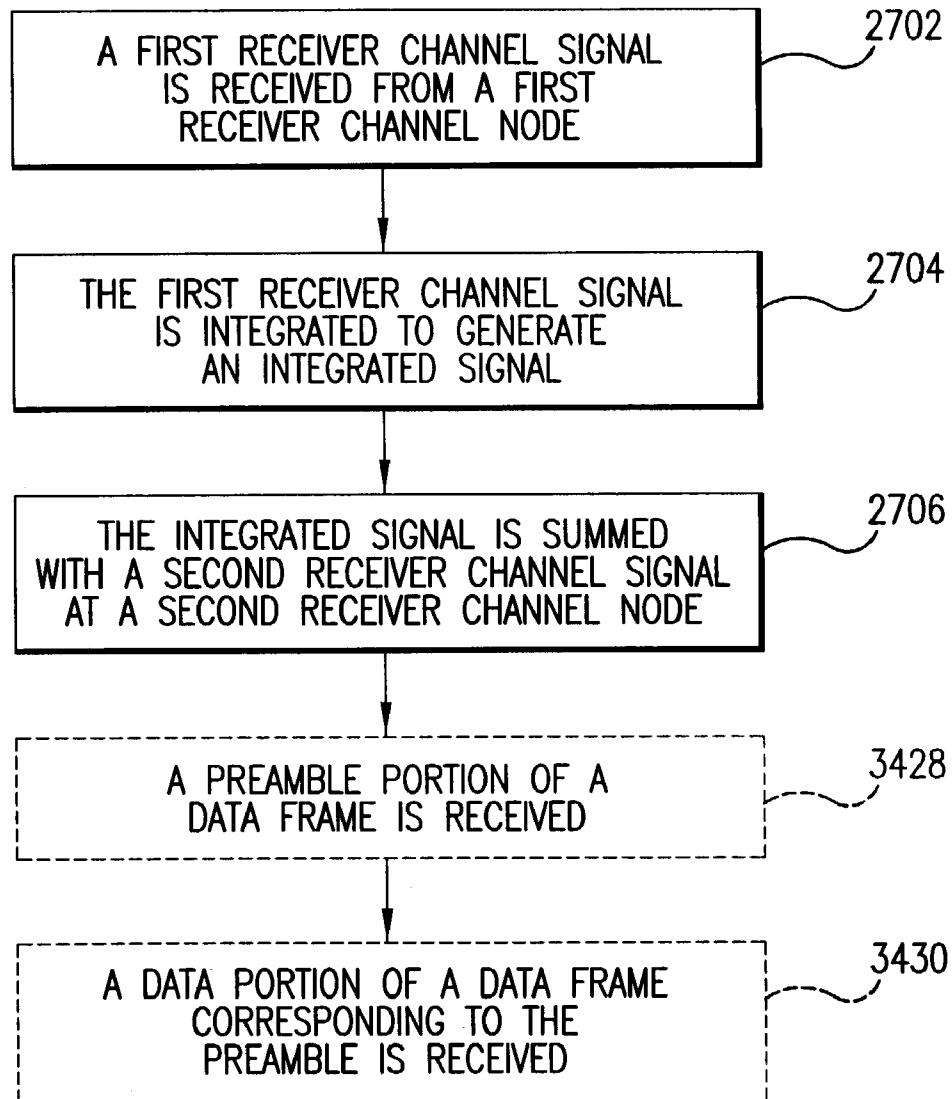 2702
A FIRST RECEIVER CHANNEL SIGNAL
IS RECEIVED FROM A FIRST
RECEIVER CHANNEL NODE
2704
THE FIRST RECEIVER CHANNEL SIGNAL
IS INTEGRATED TO GENERATE
AN INTEGRATED SIGNAL
2706
THE INTEGRATED SIGNAL IS SUMMED
WITH A SECOND RECEIVER CHANNEL SIGNAL
AT A SECOND RECEIVER CHANNEL NODE
3428
A PREAMBLE PORTION OF A
DATA FRAME IS RECEIVED
3430
A DATA PORTION OF A DATA FRAME
CORRESPONDING TO THE
PREAMBLE IS RECEIVED